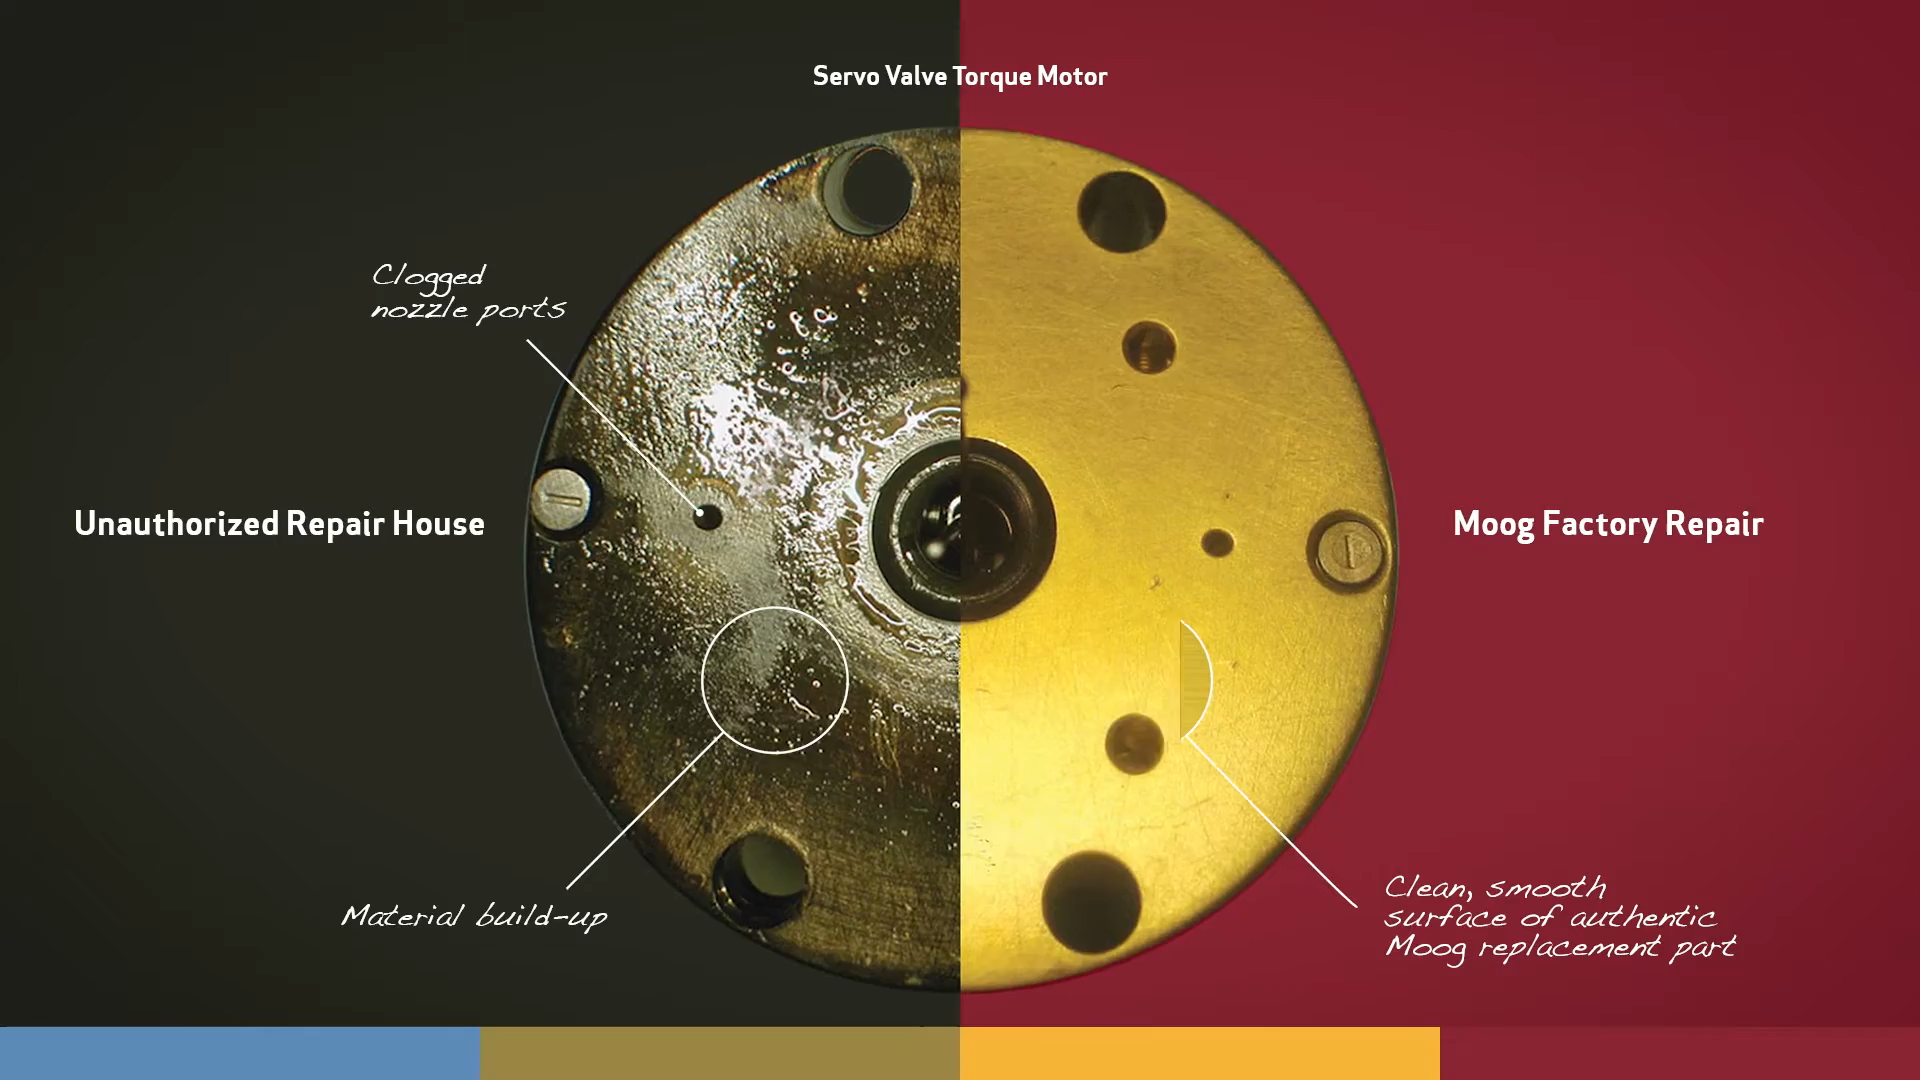 Servo Valve Torque Motor
Clogged
nozzle ports
Unauthorized Repair House
Moog Factory Repair
Material build-up
Clean, smooth
surface of authentic
Moog replacement part